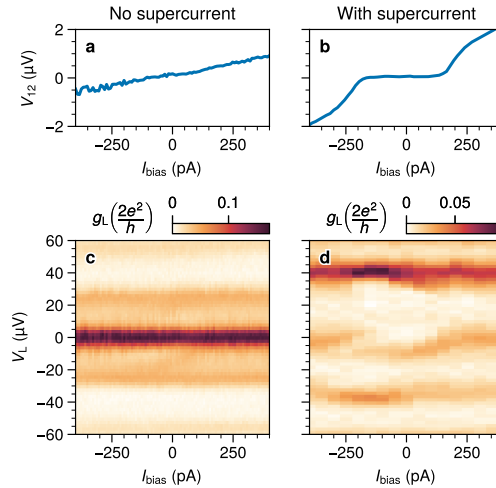 No supercurrent With supercurrent
a b
V12 (μV)
2
0
−2
−250 0 250 −250 0 250
Ibias (pA) Ibias (pA)
gL(2e²/h) 0 0.1 gL(2e²/h) 0 0.05
c d
VL (μV)
60
40
20
0
−20
−40
−60
−250 0 250 −250 0 250
Ibias (pA) Ibias (pA)